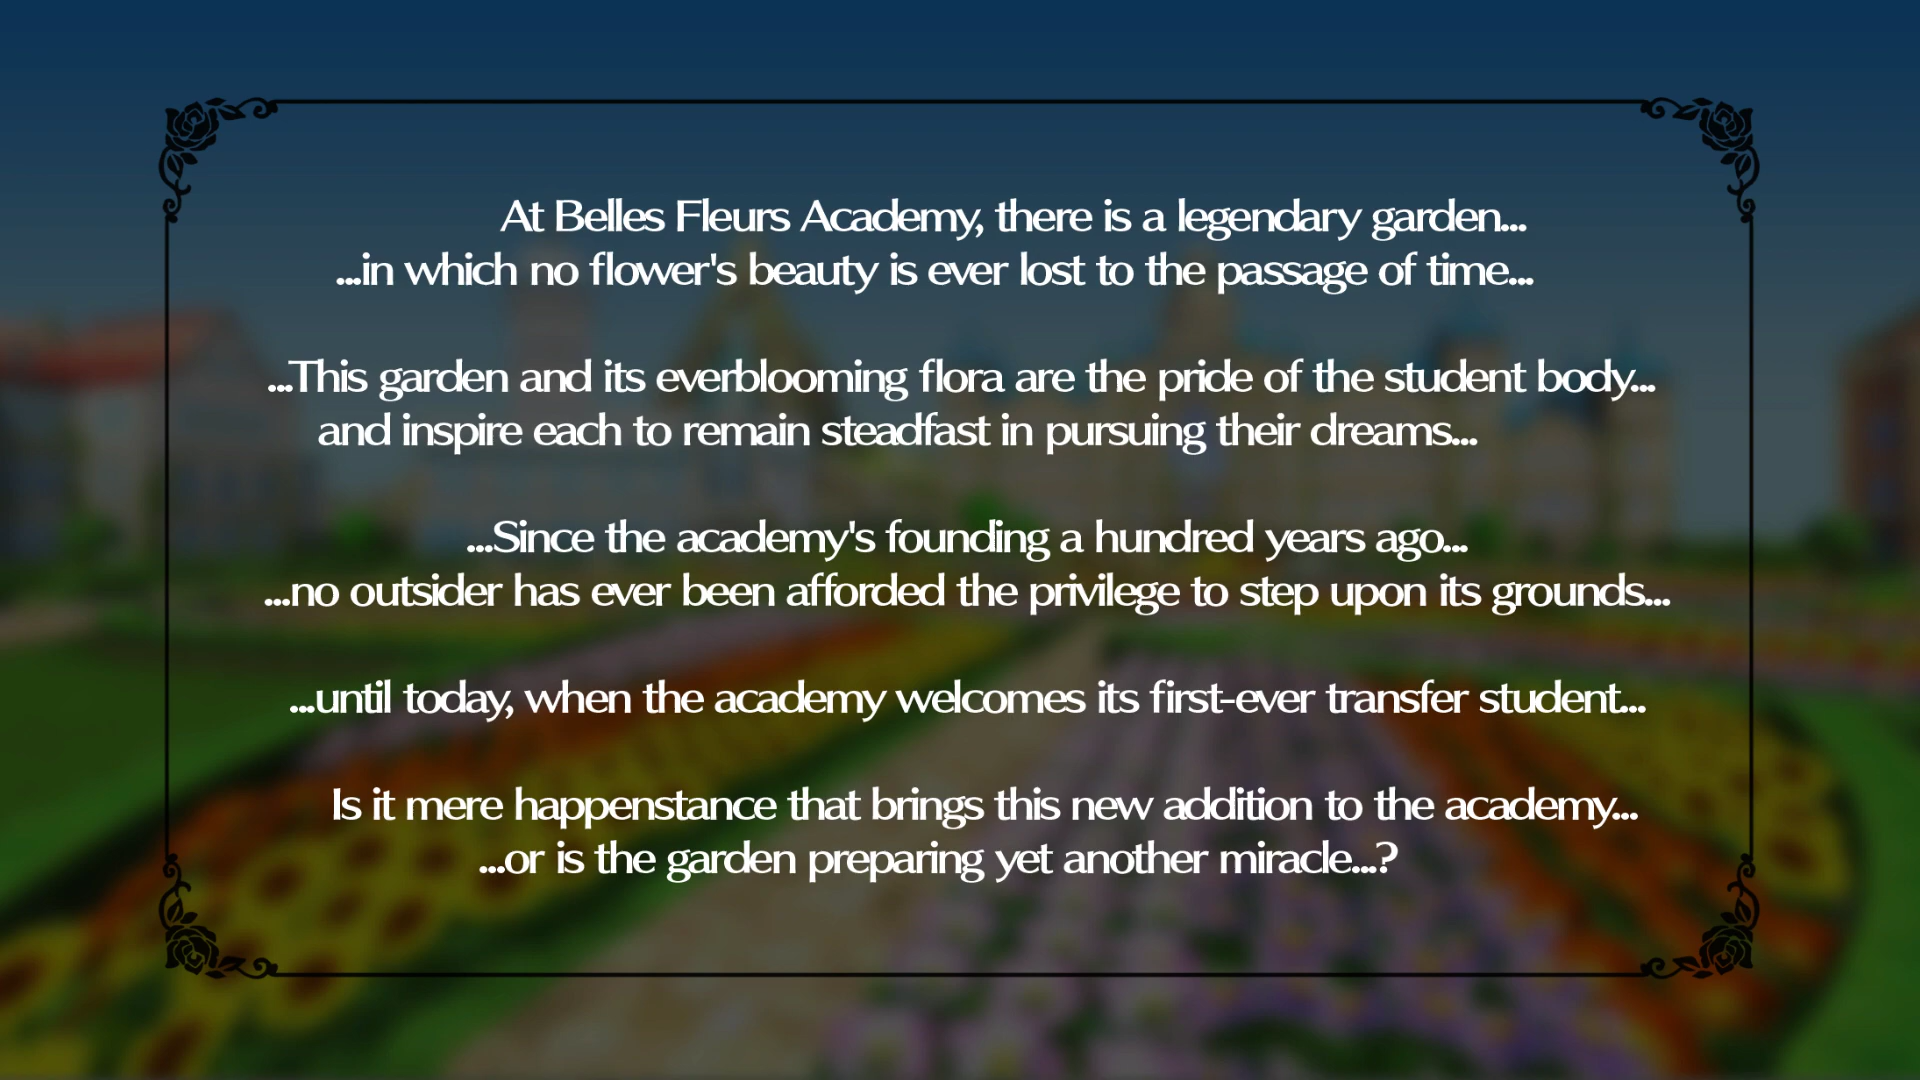 At Belles Fleurs Academy, there is a legendary garden...
...in which no flower's beauty is ever lost to the passage of time...
...This garden and its everblooming flora are the pride of the student body...
and inspire each to remain steadfast in pursuing their dreams...
...Since the academy's founding a hundred years ago...
...no outsider has ever been afforded the privilege to step upon its grounds...
...until today, when the academy welcomes its first-ever transfer student...
Is it mere happenstance that brings this new addition to the academy...
...or is the garden preparing yet another miracle...?